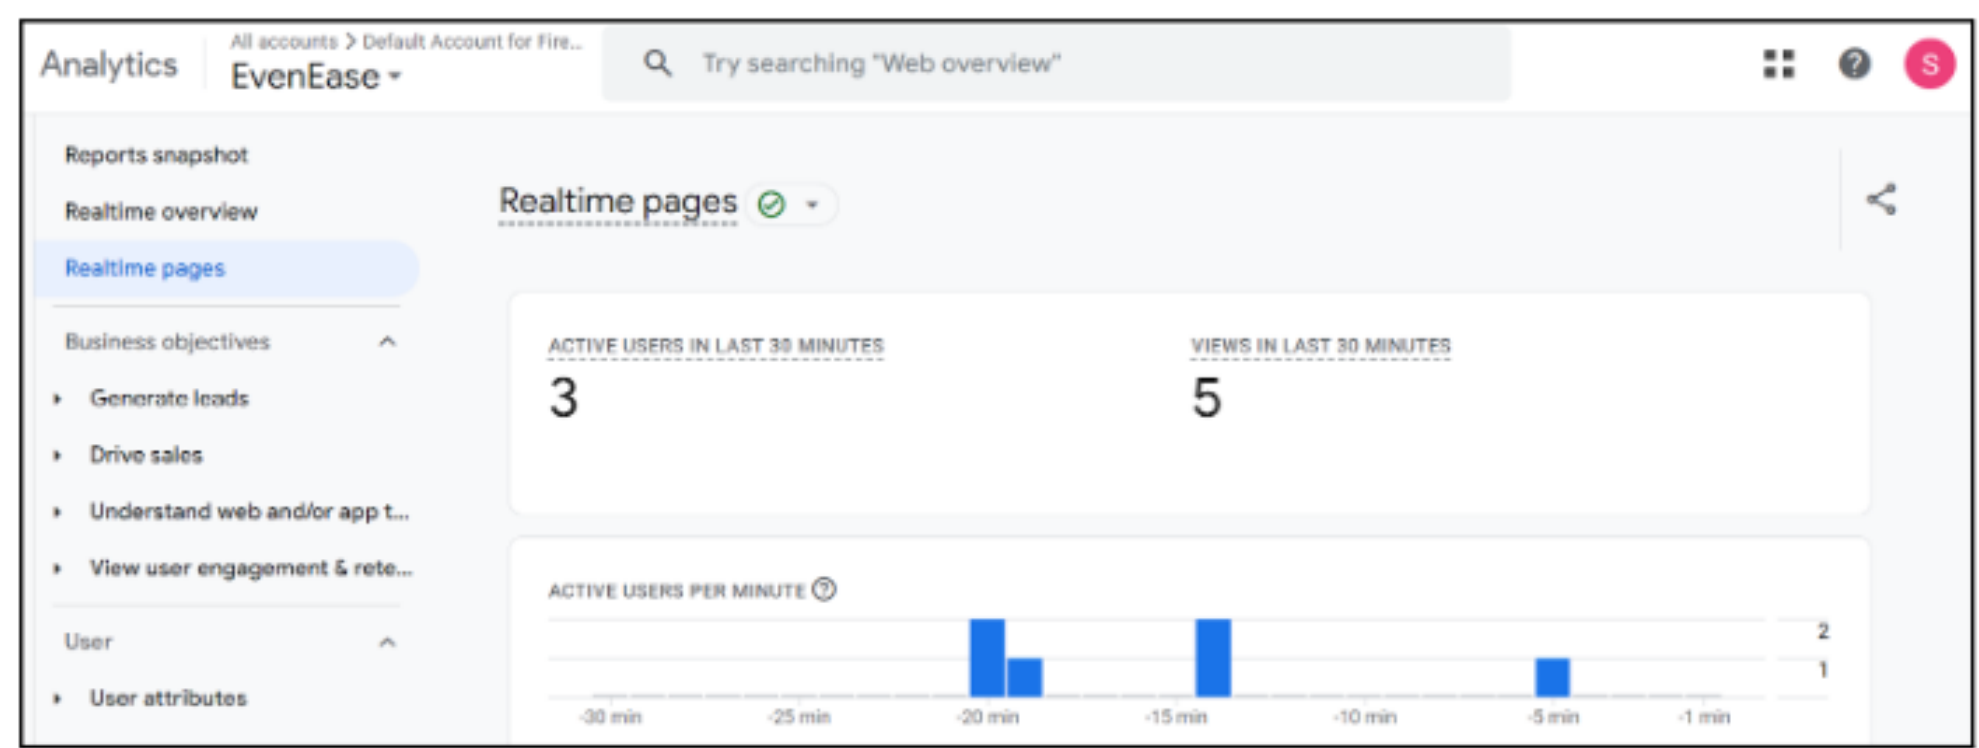 Analytics
All accounts > Default Account for Fire...
EvenEase
Try searching "Web overview"
S
Reports snapshot
Realtime overview
Realtime pages
Business objectives
Generate leads
Drive sales
Understand web and/or app t...
View user engagement & rete...
User
User attributes
Realtime pages
ACTIVE USERS IN LAST 30 MINUTES
3
VIEWS IN LAST 30 MINUTES
5
ACTIVE USERS PER MINUTE
2
1
-30 min -25 min -20 min -15 min -10 min -5 min -1 min